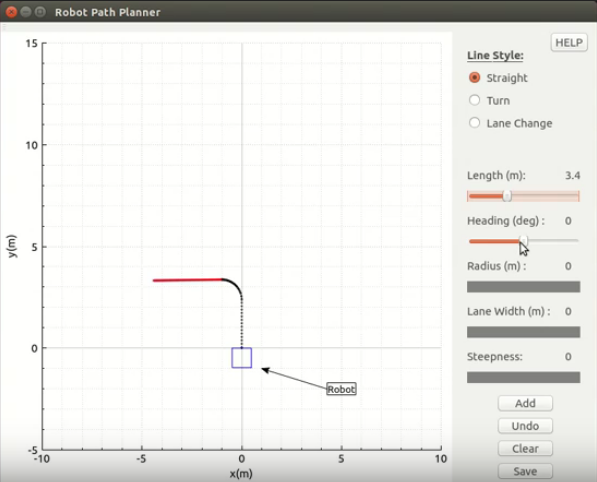 Robot Path Planner
HELP
Line Style:
Straight
Turn
Lane Change
Length (m): 3.4
Heading (deg) : 0
Radius (m) : 0
Lane Width (m) : 0
Steepness: 0
Add
Undo
Clear
Save
15
10
5
0
-5
y(m)
-10 -5 0 5 10
x(m)
Robot